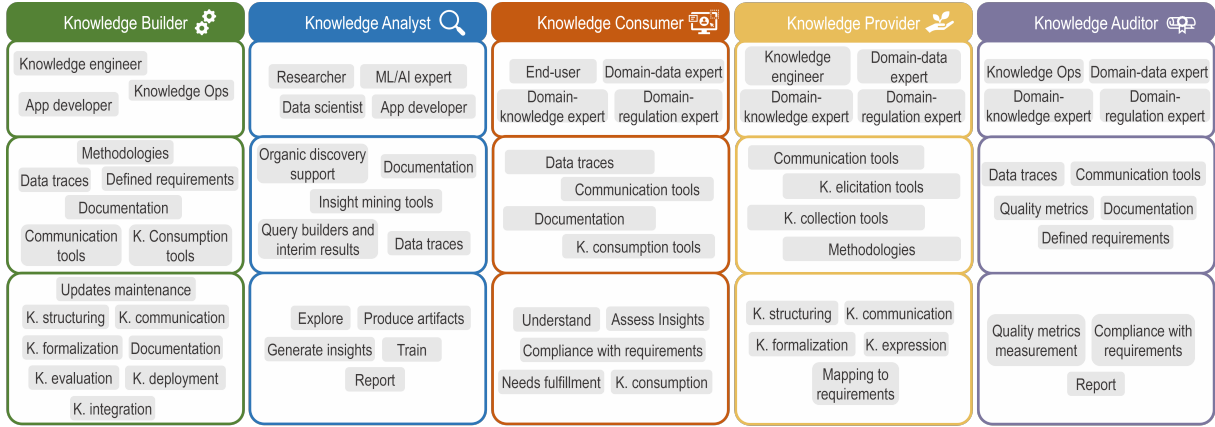 Knowledge Builder
Knowledge Analyst
Knowledge Consumer
Knowledge Provider
Knowledge Auditor
Knowledge engineer
Knowledge Ops
App developer
Researcher
ML/AI expert
Data scientist
App developer
End-user
Domain-data expert
Domain-
knowledge expert
Domain-
regulation expert
Knowledge
engineer
Domain-data
expert
Domain-
knowledge expert
Domain-
regulation expert
Knowledge Ops
Domain-data expert
Domain-
knowledge expert
Domain-
regulation expert
Methodologies
Data traces
Defined requirements
Documentation
Communication
tools
K. Consumption
tools
Organic discovery
support
Documentation
Insight mining tools
Query builders and
interim results
Data traces
Data traces
Communication tools
Documentation
K. consumption tools
Communication tools
K. elicitation tools
K. collection tools
Methodologies
Data traces
Communication tools
Quality metrics
Documentation
Defined requirements
Updates maintenance
K. structuring
K. communication
K. formalization
Documentation
K. evaluation
K. deployment
K. integration
Explore
Produce artifacts
Generate insights
Train
Report
Understand
Assess Insights
Compliance with requirements
Needs fulfillment
K. consumption
K. structuring
K. communication
K. formalization
K. expression
Mapping to
requirements
Quality metrics
measurement
Compliance with
requirements
Report